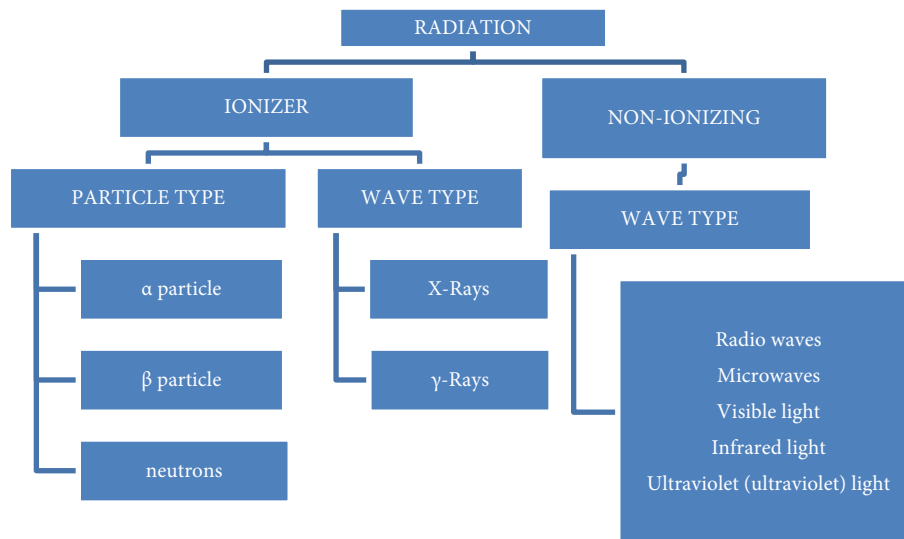 RADIATION
IONIZER
NON-IONIZING
PARTICLE TYPE
WAVE TYPE
WAVE TYPE
α particle
β particle
neutrons
X-Rays
γ-Rays
Radio waves
Microwaves
Visible light
Infrared light
Ultraviolet (ultraviolet) light